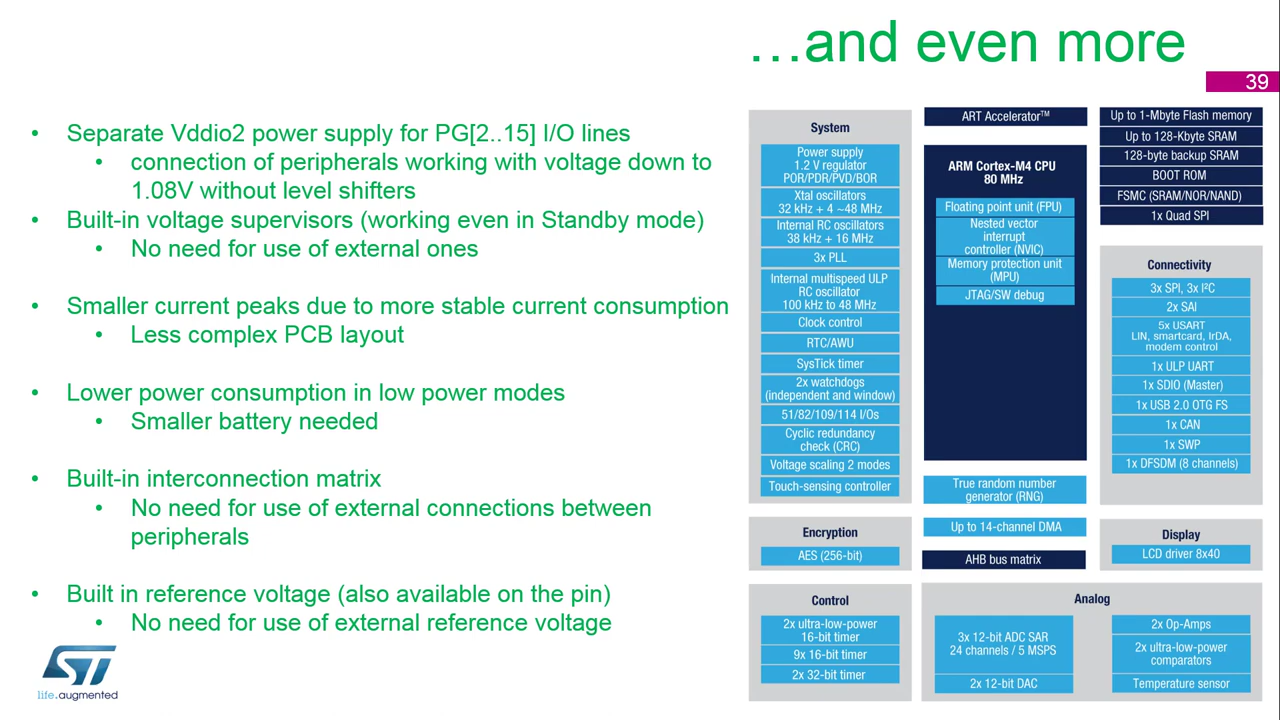 …and even more
39
• Separate Vddio2 power supply for PG[2..15] I/O lines
• connection of peripherals working with voltage down to
1.08V without level shifters
• Built-in voltage supervisors (working even in Standby mode)
• No need for use of external ones
• Smaller current peaks due to more stable current consumption
• Less complex PCB layout
• Lower power consumption in low power modes
• Smaller battery needed
• Built-in interconnection matrix
• No need for use of external connections between
peripherals
• Built in reference voltage (also available on the pin)
• No need for use of external reference voltage
ST
life.augmented
System
Power supply
1.2 V regulator
POR/PDR/PVD/BOR
Xtal oscillators
32 kHz + 4 ~48 MHz
Internal RC oscillators
38 kHz + 16 MHz
3x PLL
Internal multispeed ULP
RC oscillator
100 kHz to 48 MHz
Clock control
RTC/AWU
SysTick timer
2x watchdogs
(independent and window)
51/82/109/114 I/Os
Cyclic redundancy
check (CRC)
Voltage scaling 2 modes
Touch-sensing controller
Encryption
AES (256-bit)
Control
2x ultra-low-power
16-bit timer
9x 16-bit timer
2x 32-bit timer
ART Accelerator™
ARM Cortex-M4 CPU
80 MHz
Floating point unit (FPU)
Nested vector
interrupt
controller (NVIC)
Memory protection unit
(MPU)
JTAG/SW debug
True random number
generator (RNG)
Up to 14-channel DMA
AHB bus matrix
Up to 1-Mbyte Flash memory
Up to 128-Kbyte SRAM
128-byte backup SRAM
BOOT ROM
FSMC (SRAM/NOR/NAND)
1x Quad SPI
Connectivity
3x SPI, 3x I²C
2x SAI
5x USART
LIN, smartcard, IrDA,
modem control
1x ULP UART
1x SDIO (Master)
1x USB 2.0 OTG FS
1x CAN
1x SWP
1x DFSDM (8 channels)
Display
LCD driver 8x40
Analog
3x 12-bit ADC SAR
24 channels / 5 MSPS
2x 12-bit DAC
2x Op-Amps
2x ultra-low-power
comparators
Temperature sensor